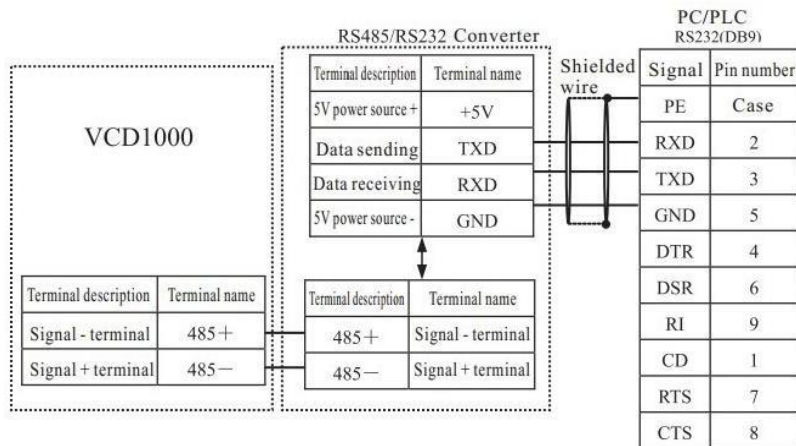 PC/PLC
RS232(DB9)
RS485/RS232 Converter
Shielded wire
VCD1000
Terminal description Terminal name
5V power source + +5V
Data sending TXD
Data receiving RXD
5V power source - GND
Signal Pin number
PE Case
RXD 2
TXD 3
GND 5
DTR 4
DSR 6
RI 9
CD 1
RTS 7
CTS 8
Terminal description Terminal name
Signal - terminal 485+
Signal + terminal 485－
Terminal description Terminal name
485+ Signal - terminal
485－ Signal + terminal